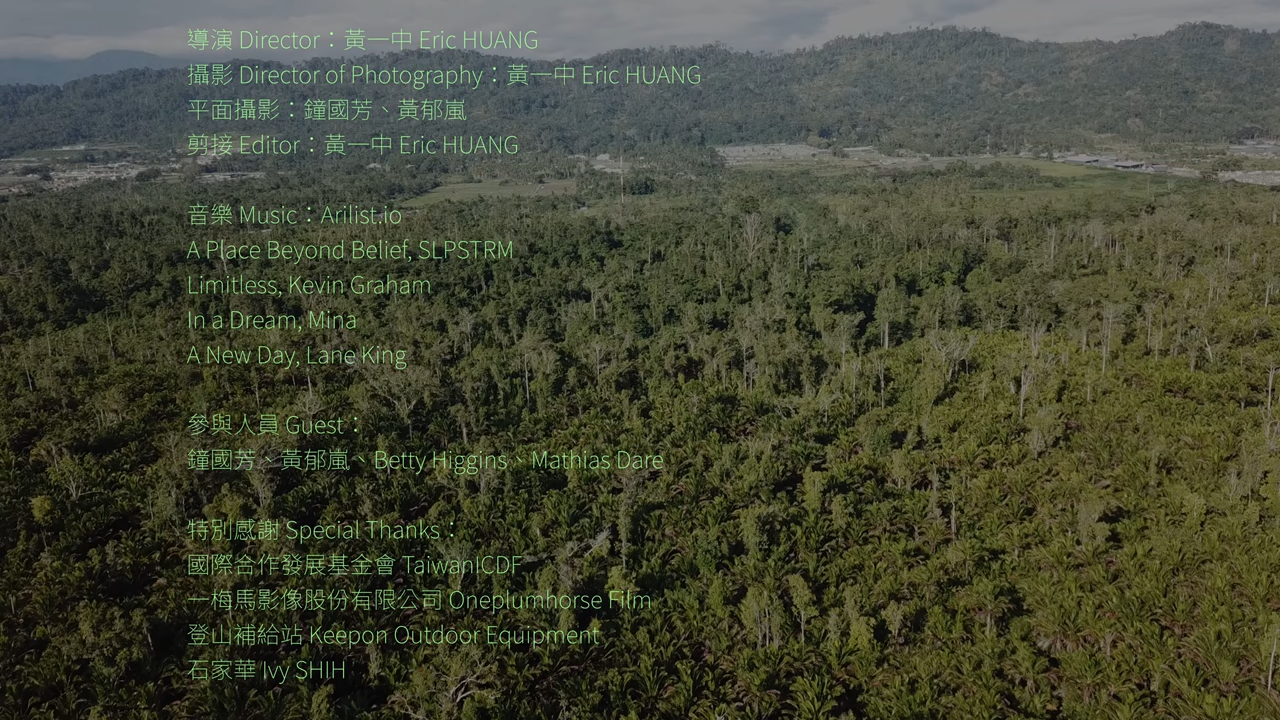 導演 Director：黃一中 Eric HUANG
攝影 Director of Photography：黃一中 Eric HUANG
平面攝影：鐘國芳、黃郁嵐
剪接 Editor：黃一中 Eric HUANG
音樂 Music：Arilist.io
A Place Beyond Belief, SLPSTRM
Limitless, Kevin Graham
In a Dream, Mina
A New Day, Lane King
參與人員 Guest：
鐘國芳、黃郁嵐、Betty Higgins、Mathias Dare
特別感謝 Special Thanks：
國際合作發展基金會 TaiwanICDF
一梅馬影像股份有限公司 Oneplumhorse Film
登山補給站 Keepon Outdoor Equipment
石家華 Ivy SHIH